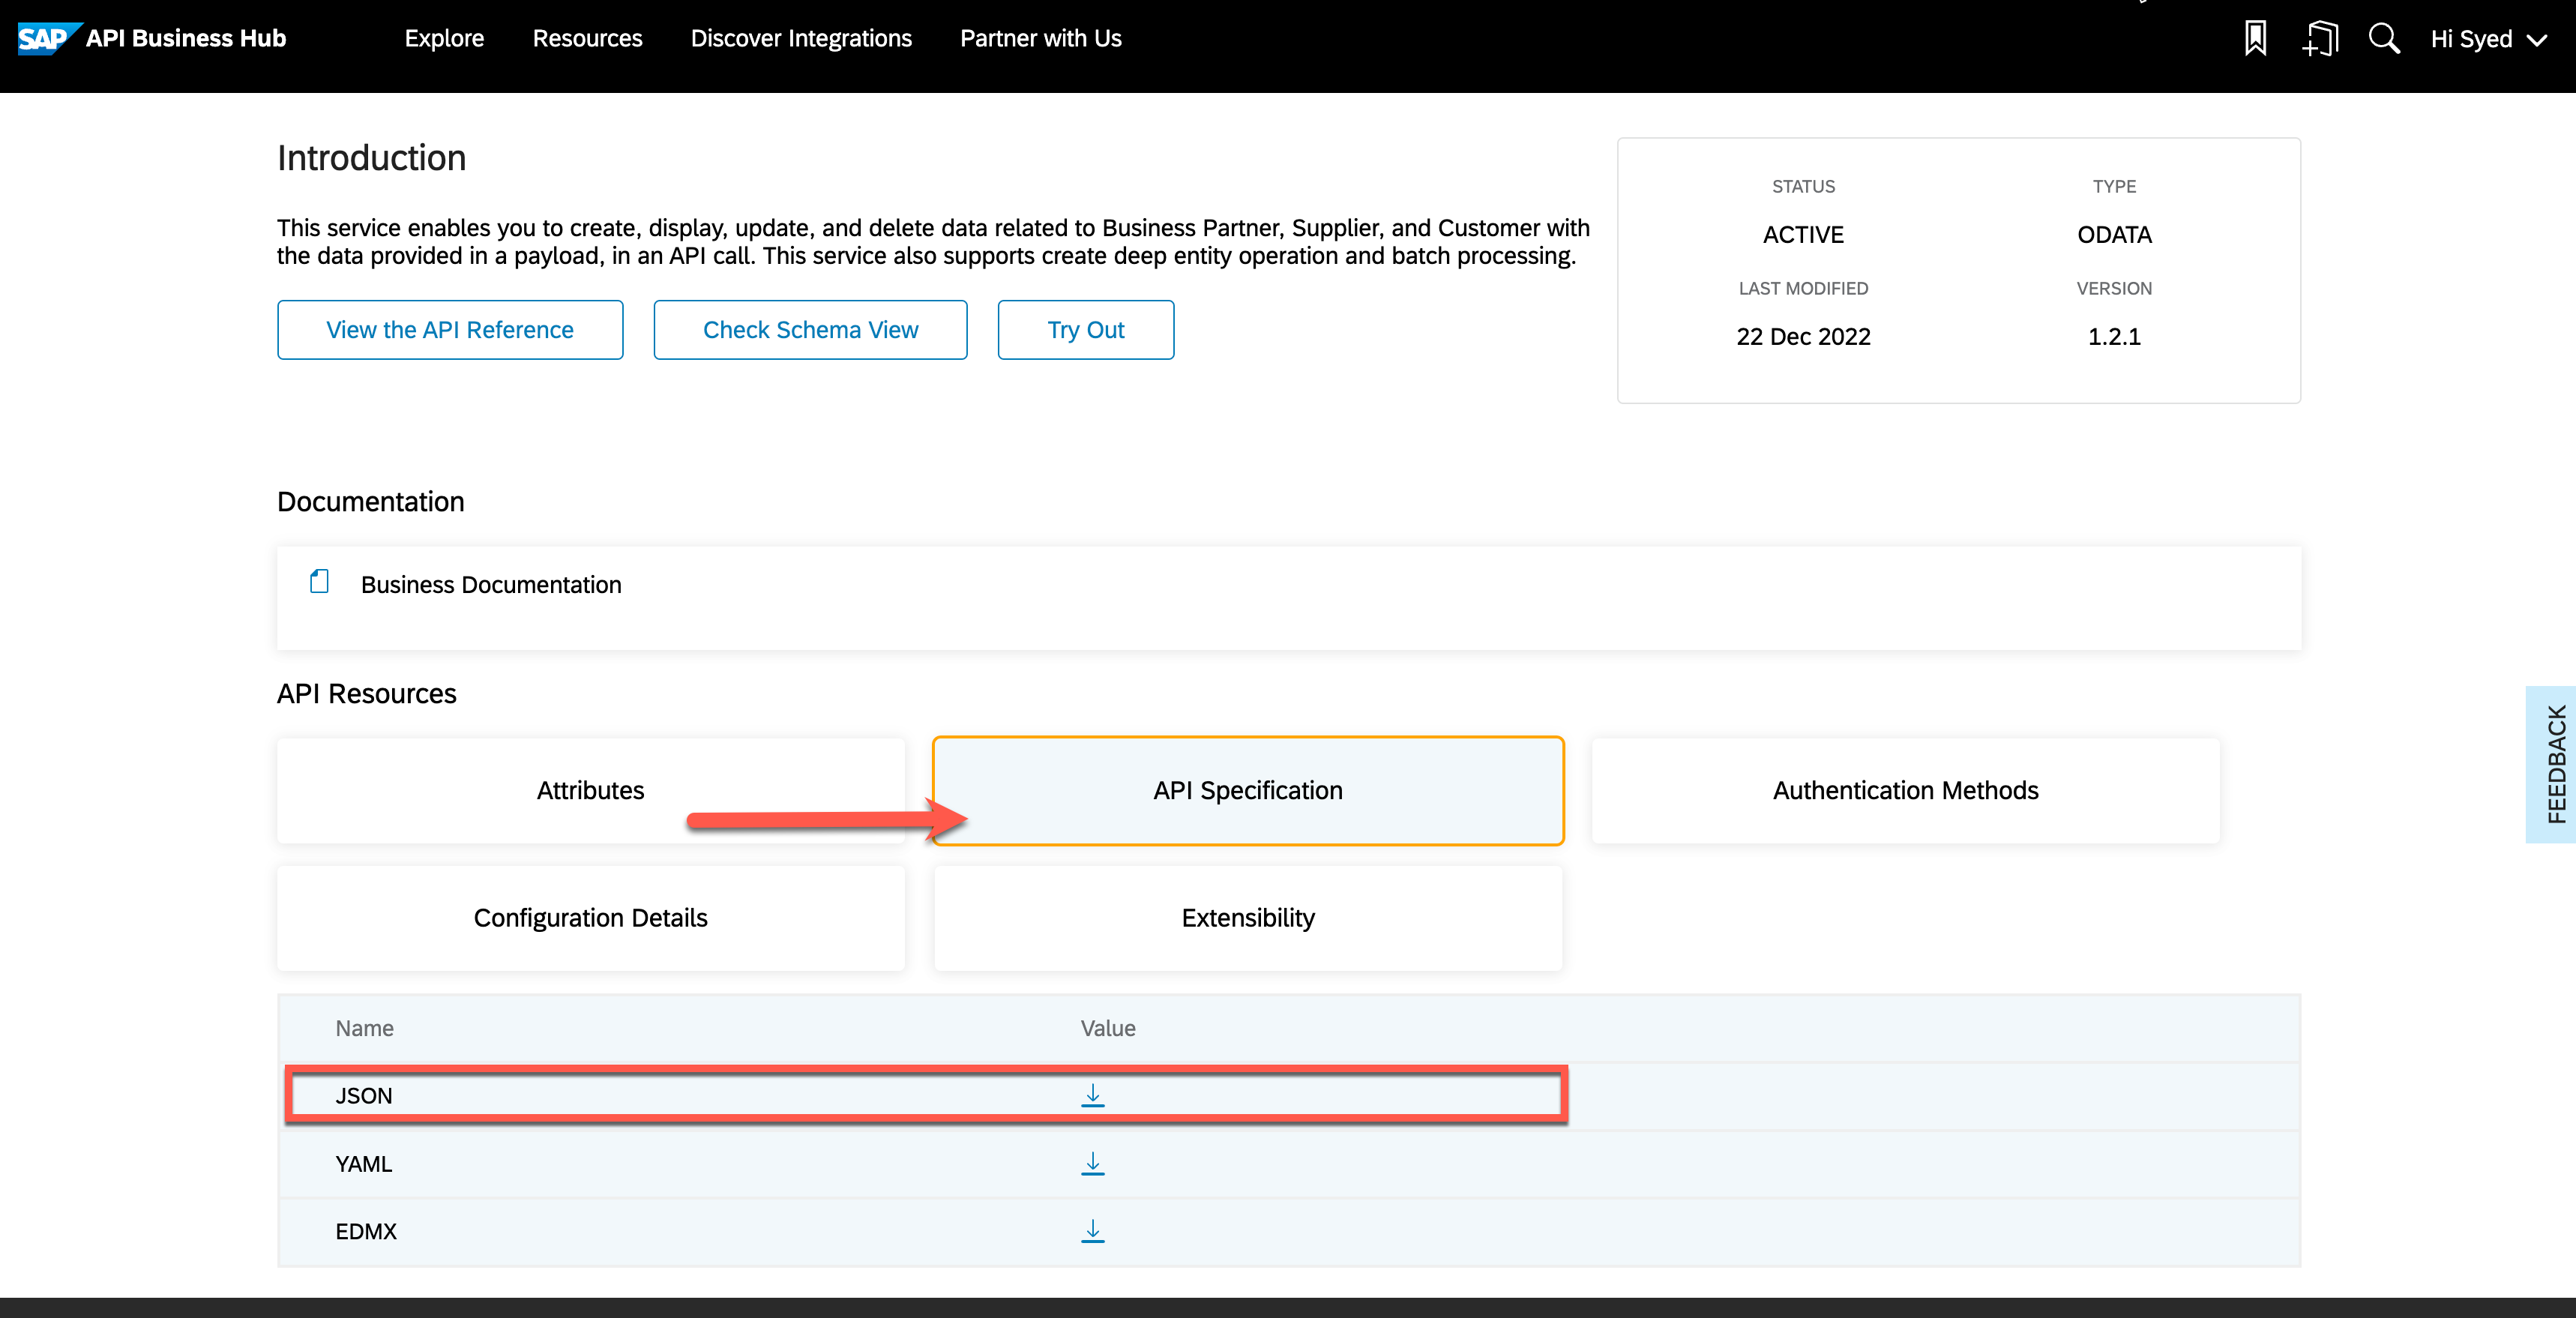 SAP API Business Hub
Explore
Resources
Discover Integrations
Partner with Us
Hi Syed
Introduction
This service enables you to create, display, update, and delete data related to Business Partner, Supplier, and Customer with
the data provided in a payload, in an API call. This service also supports create deep entity operation and batch processing.
View the API Reference
Check Schema View
Try Out
STATUS
TYPE
ACTIVE
ODATA
LAST MODIFIED
VERSION
22 Dec 2022
1.2.1
Documentation
Business Documentation
API Resources
Attributes
API Specification
Authentication Methods
Configuration Details
Extensibility
FEEDBACK
Name
Value
JSON
YAML
EDMX